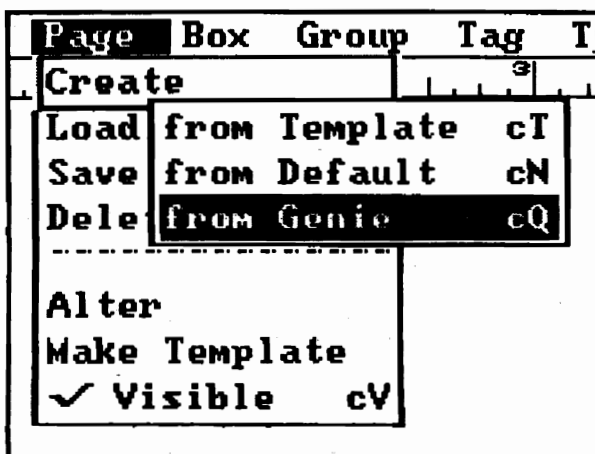 Page Box Group Tag
Create
3
Load
from Template cT
Save
from Default cN
from Genie cQ
Alter
Make Template
✓ Visible cV